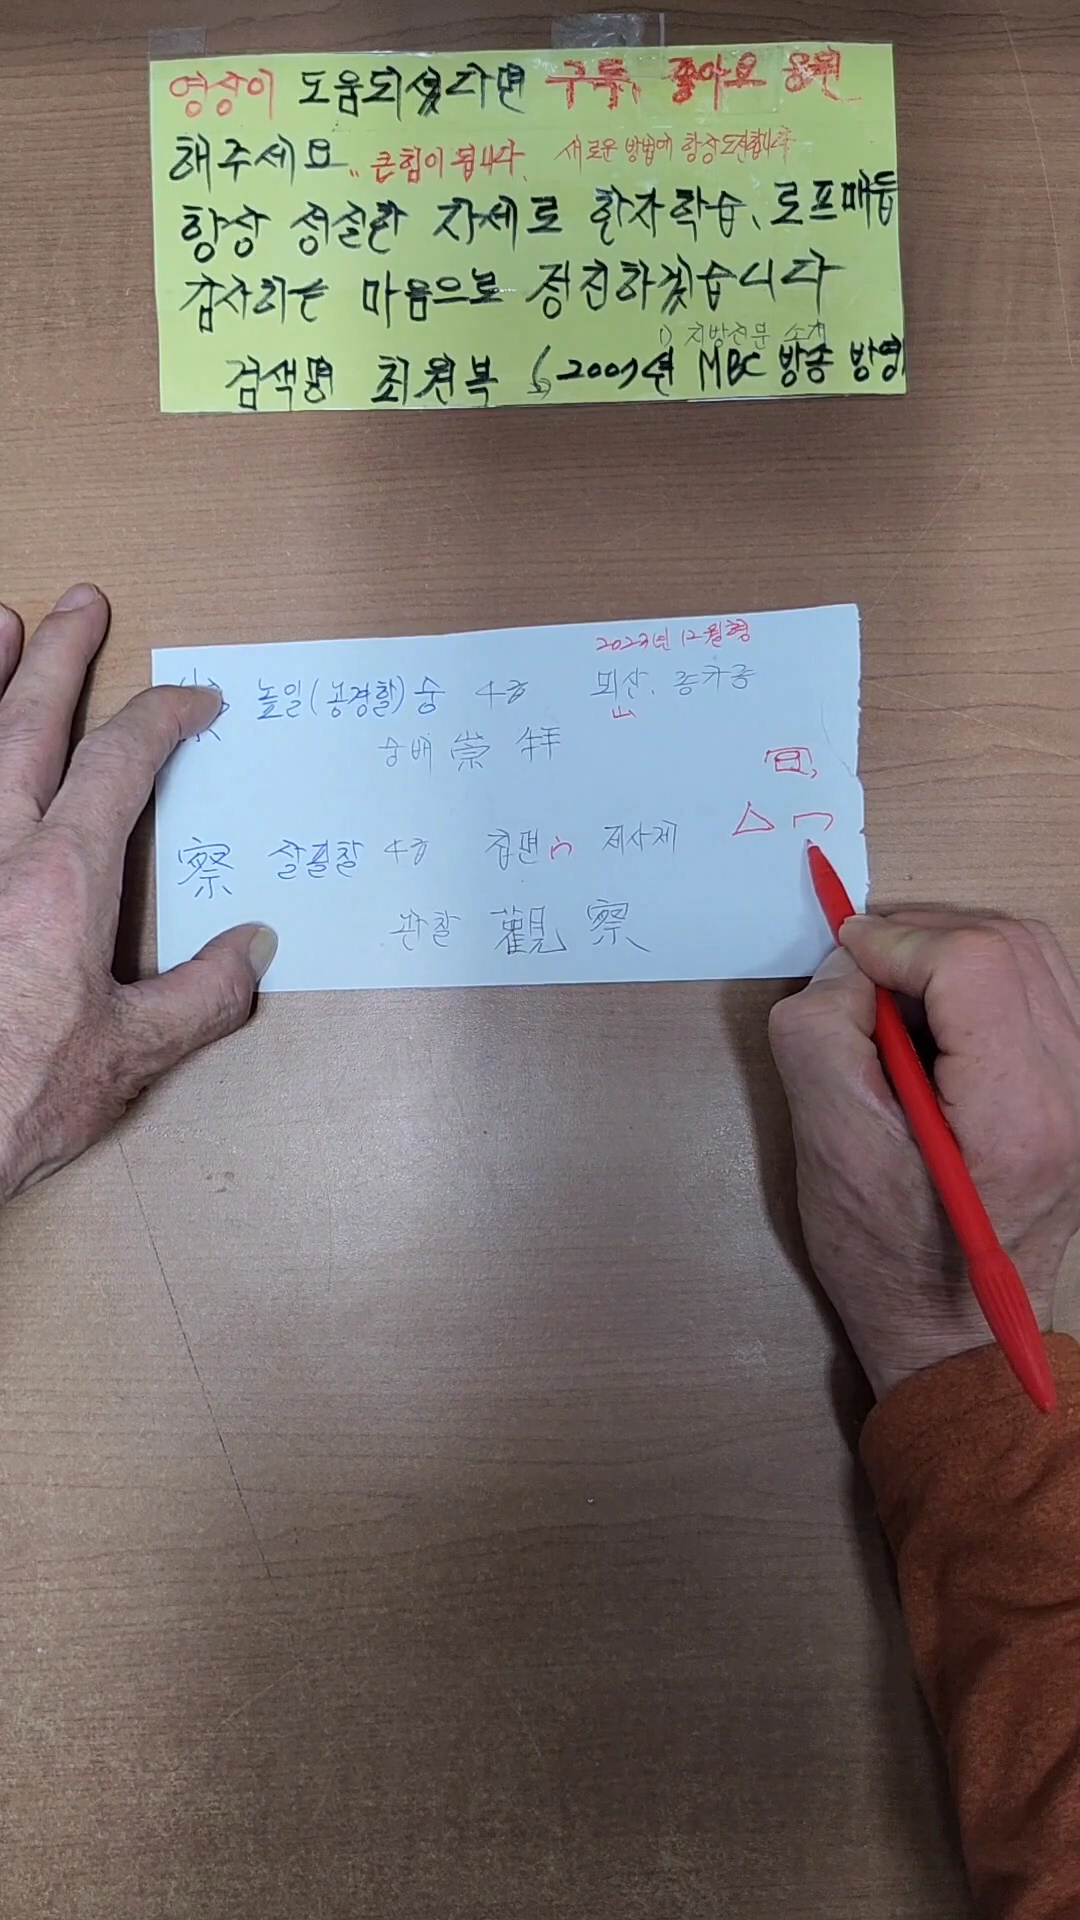 영상이 도움되셨다면 구독, 좋아요 응원
해주세요.. 큰힘이 됩니다. 새로운 방법에 항상 도전합니다
항상 성실한 자세로 한자학습, 로프매듭
감사하는 마음으로 정진하겠습니다
1) 지방전문 소개
검색명 최원복 2007년 MBC 방송 방영
2023년 12월형
높일(공경할) 숭 4급 뫼산. 종가종
山
숭배 崇 拜
察 살필찰 4급 집면 宀 제사제
관찰 觀 察